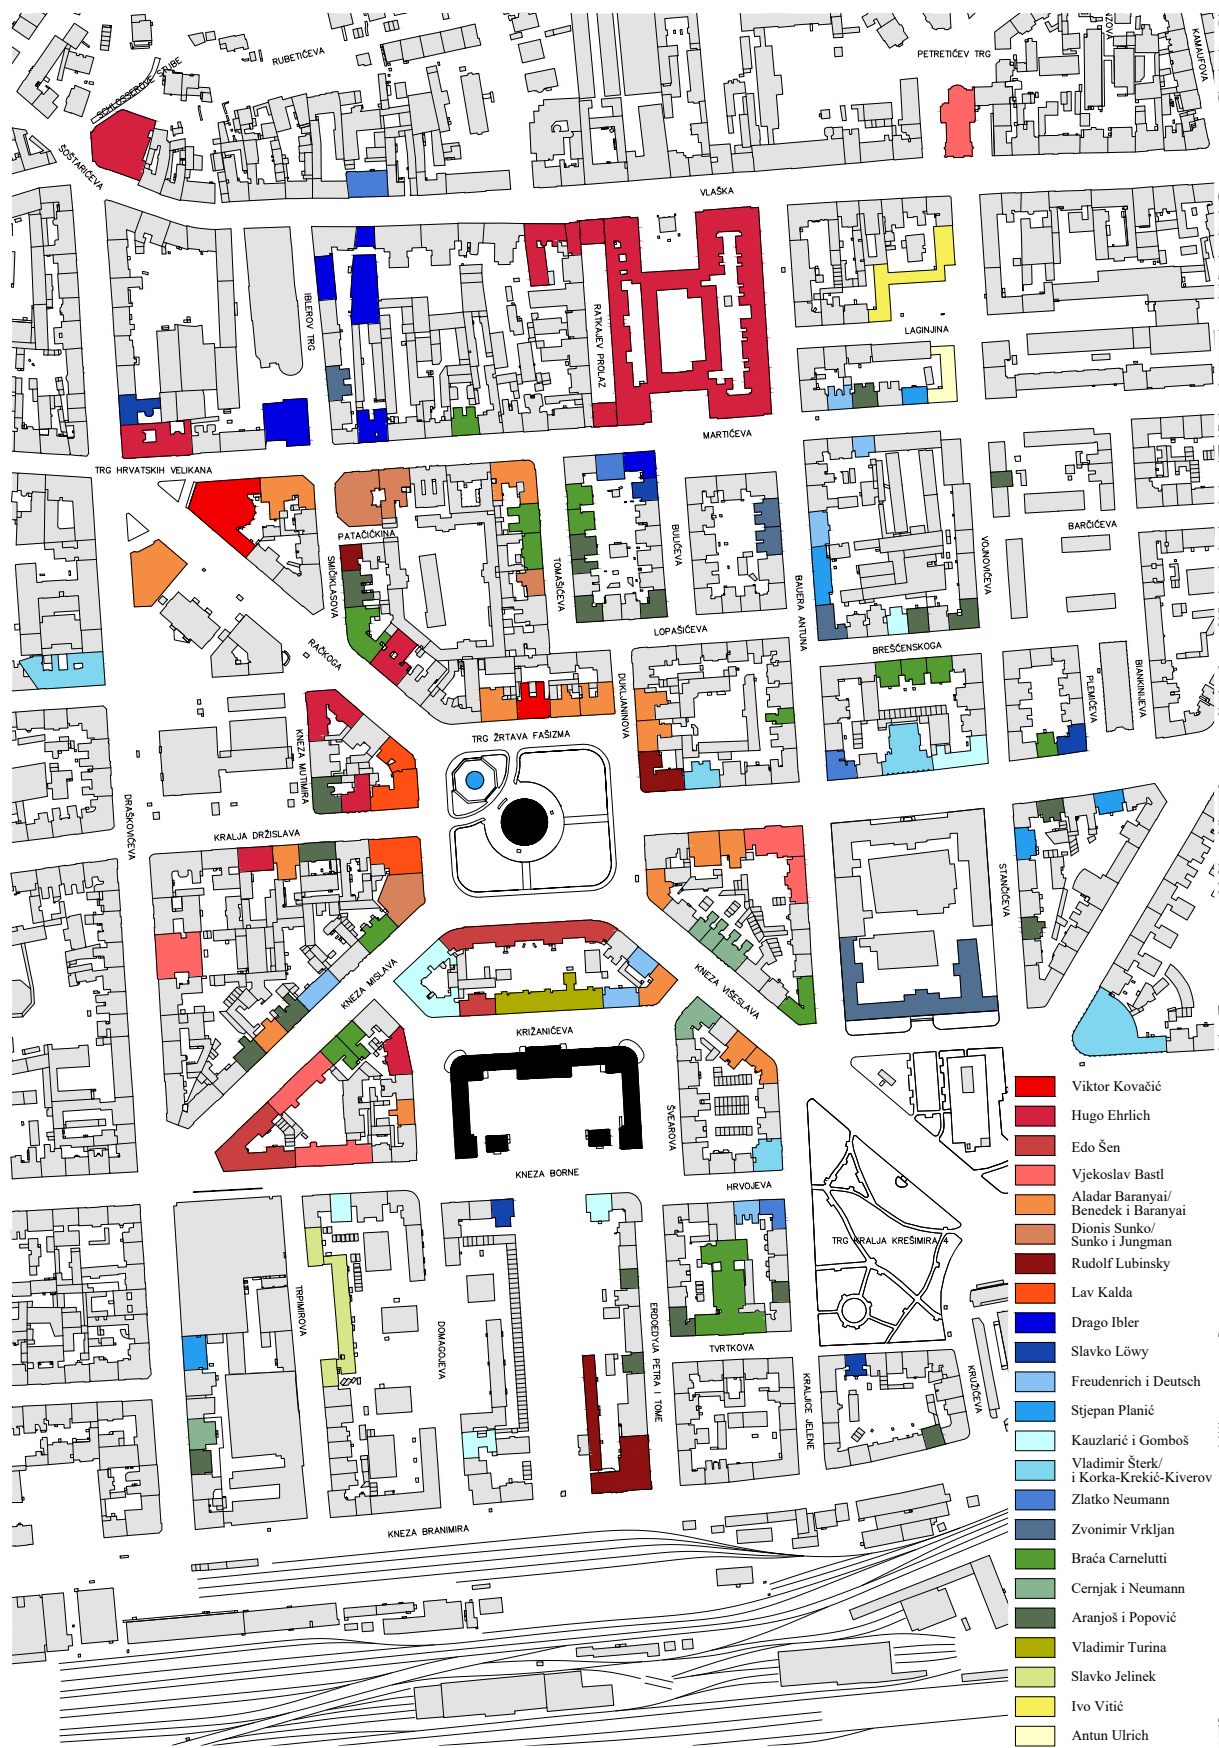 PETRETIĆEV TRG
NZOVA
KAMAUFOVA
RUBETIĆEVA
SCHLOSSEROVE STUBE
ŠOŠTARIĆEVA
VLAŠKA
IBLEROV TRG
RATKAJEV PROLAZ
LAGINJINA
MARTIĆEVA
TRG HRVATSKIH VELIKANA
PATAČIĆKINA
SMIČIKLASOVA
TOMAŠIĆEVA
BULIĆEVA
BAUERA ANTUNA
VOJNOVIĆEVA
BARČIĆEVA
LOPAŠIĆEVA
RAČKOGA
BREŠĆENSKOGA
DUKLJANINOVA
PLEMIĆEVA
BIANKINIJEVA
TRG ŽRTAVA FAŠIZMA
KNEZA MUTIMIRA
DRAŠKOVIĆEVA
KRALJA DRŽISLAVA
STANČIĆEVA
KNEZA MISLAVA
KNEZA VIŠESLAVA
KRIŽANIĆEVA
ŠVEAROVA
KNEZA BORNE
HRVOJEVA
TRG KRALJA KREŠIMIRA 4
TRPIMIROVA
DOMAGOJEVA
ERDOEDYJA PETRA I TOME
TVRTKOVA
KRALJICE JELENE
KRUŽIĆEVA
KNEZA BRANIMIRA
Viktor Kovačić
Hugo Ehrlich
Edo Šen
Vjekoslav Bastl
Aladar Baranyai/
Benedek i Baranyai
Dionis Sunko/
Sunko i Jungman
Rudolf Lubinsky
Lav Kalda
Drago Ibler
Slavko Löwy
Freudenrich i Deutsch
Stjepan Planić
Kauzlarić i Gomboš
Vladimir Šterk/
i Korka-Krekić-Kiverov
Zlatko Neumann
Zvonimir Vrkljan
Braća Carnelutti
Cernjak i Neumann
Aranjoš i Popović
Vladimir Turina
Slavko Jelinek
Ivo Vitić
Antun Ulrich